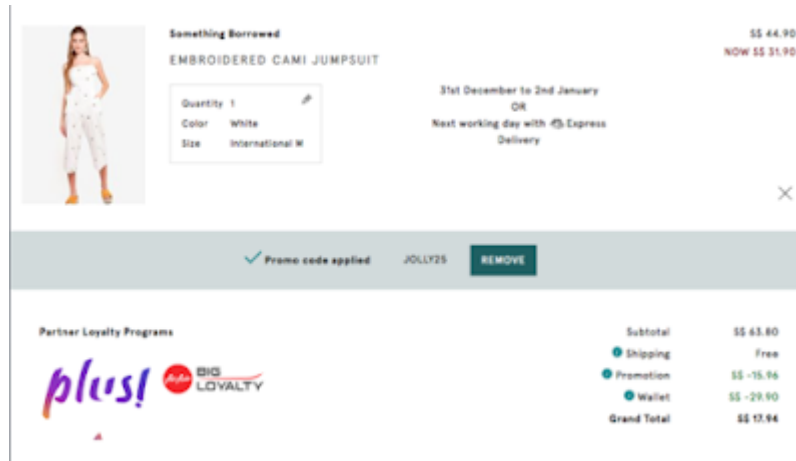 Something Borrowed
S$ 44.90
EMBROIDERED CAMI JUMPSUIT
NOW S$ 31.90
Quantity 1
Color White
Size International M
31st December to 2nd January
OR
Next working day with Express
Delivery
Promo code applied JOLLY25 REMOVE
Partner Loyalty Programs
plus!
AirAsia BIG
LOYALTY
Subtotal S$ 63.80
Shipping Free
Promotion S$ -15.96
Wallet S$ -29.90
Grand Total S$ 17.94